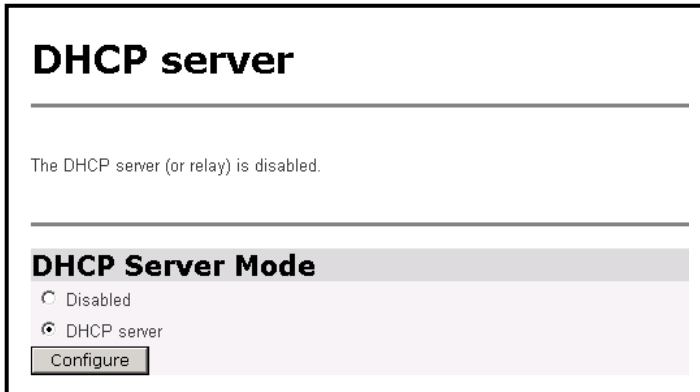 DHCP server
The DHCP server (or relay) is disabled.
DHCP Server Mode
Disabled
DHCP server
Configure